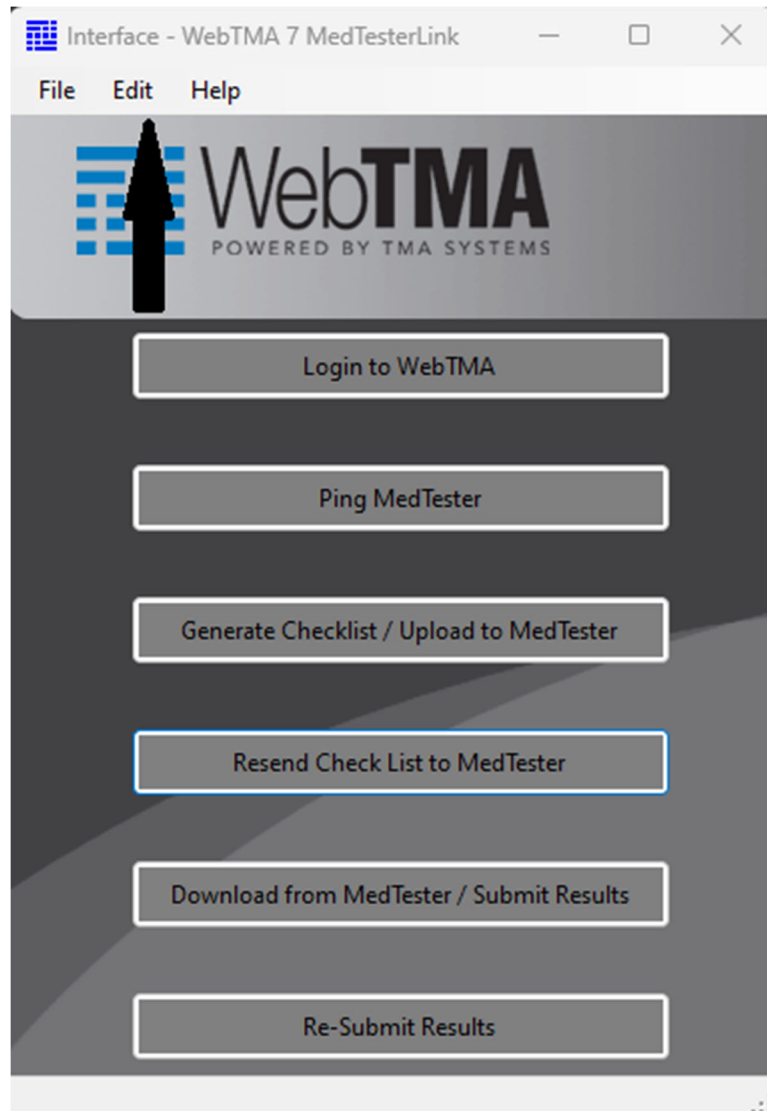 Interface - WebTMA 7 MedTesterLink
File Edit Help
WebTMA
POWERED BY TMA SYSTEMS
Login to WebTMA
Ping MedTester
Generate Checklist / Upload to MedTester
Resend Check List to MedTester
Download from MedTester / Submit Results
Re-Submit Results